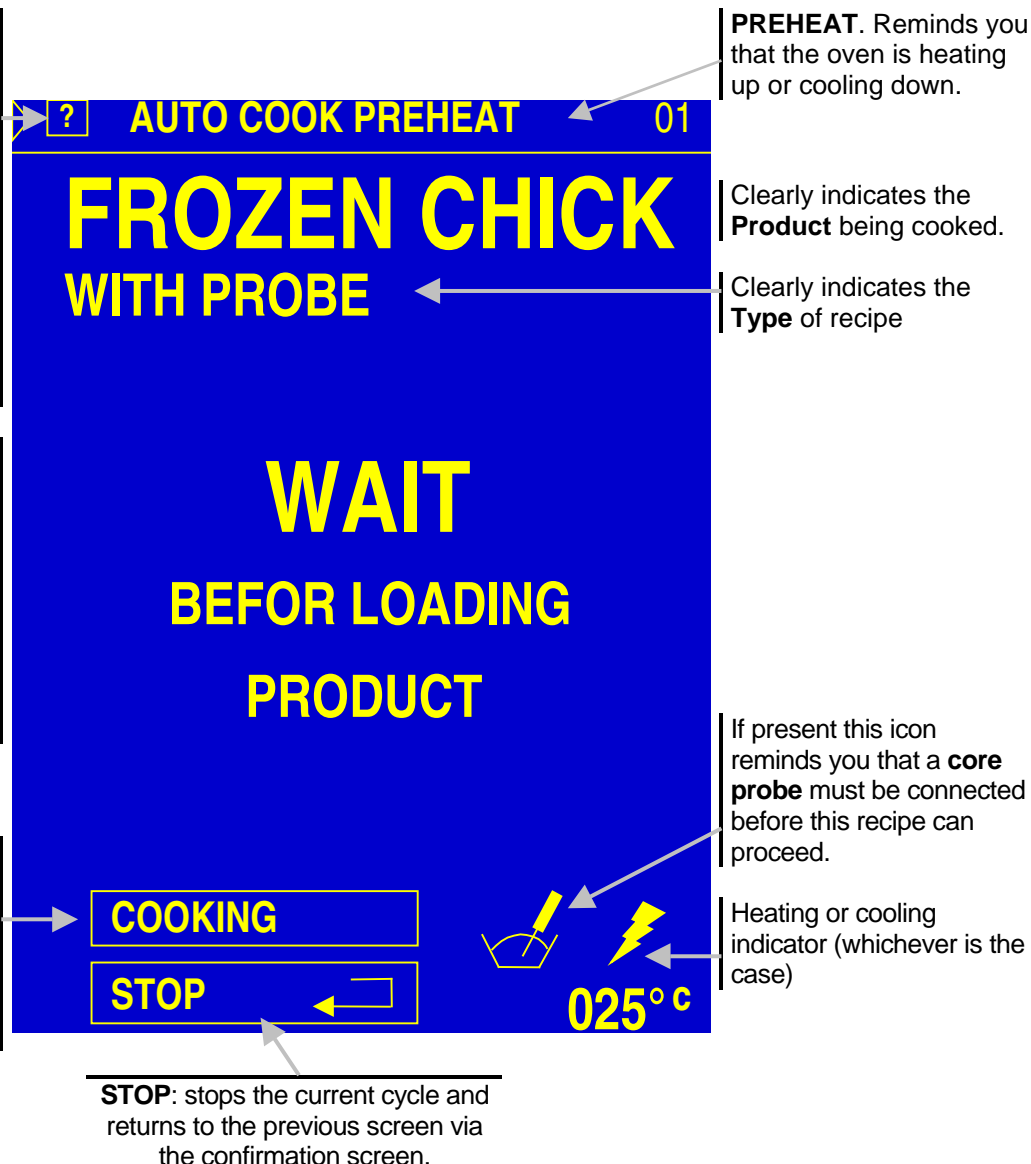 PREHEAT. Reminds you
that the oven is heating
up or cooling down.
? AUTO COOK PREHEAT 01
FROZEN CHICK
Clearly indicates the
Product being cooked.
WITH PROBE
Clearly indicates the
Type of recipe
WAIT
BEFOR LOADING
PRODUCT
If present this icon
reminds you that a core
probe must be connected
before this recipe can
proceed.
COOKING
Heating or cooling
indicator (whichever is the
case)
STOP
025°C
STOP: stops the current cycle and
returns to the previous screen via
the confirmation screen.